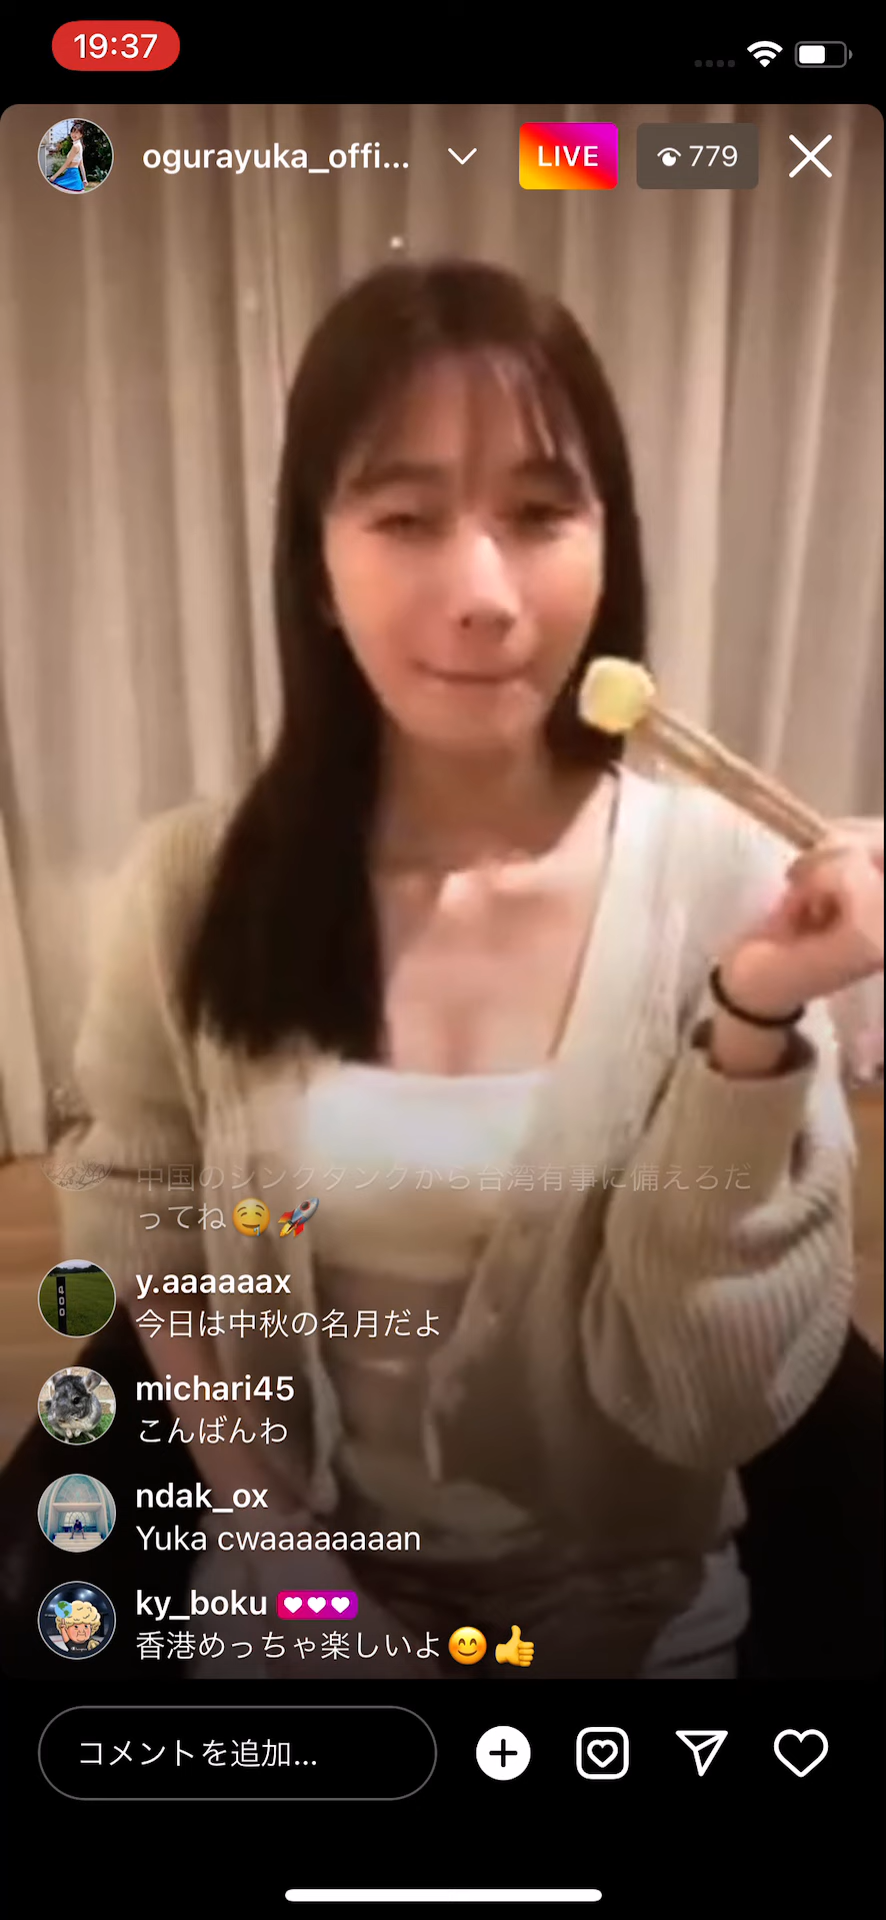 19:37
ogurayuka_offi...
LIVE
779
中国のシンクタンクから台湾有事に備えろだ
ってね🤤🚀
y.aaaaaax
今日は中秋の名月だよ
michari45
こんばんわ
ndak_ox
Yuka cwaaaaaaaan
ky_boku
香港めっちゃ楽しいよ😊👍
コメントを追加...